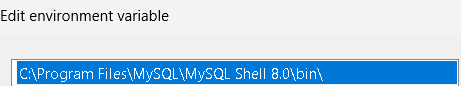 Edit environment variable
C:\Program Files\MySQL\MySQL Shell 8.0\bin\